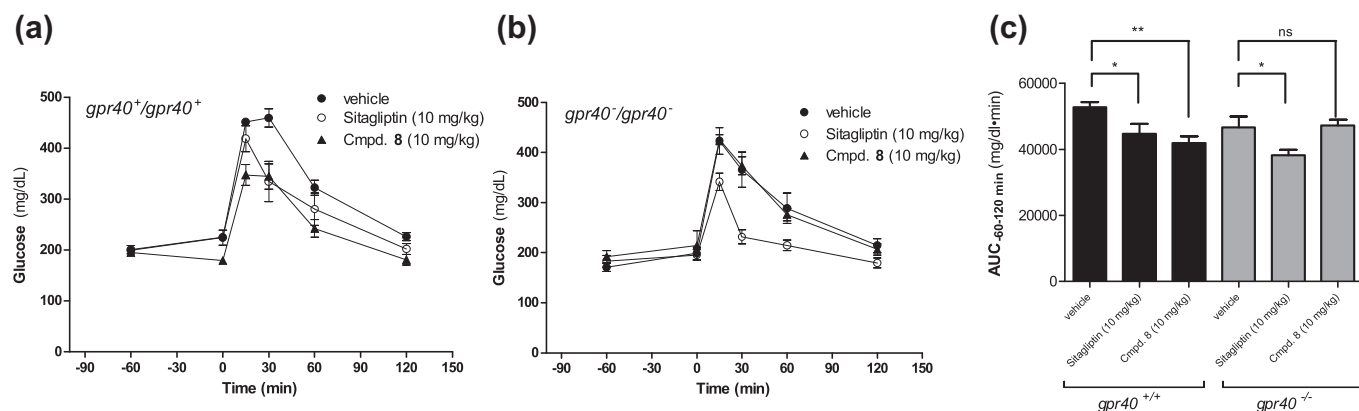 (a)
gpr40⁺/gpr40⁺
vehicle
Sitagliptin (10 mg/kg)
Cmpd. 8 (10 mg/kg)
Glucose (mg/dL)
500
400
300
200
100
0
-90 -60 -30 0 30 60 90 120 150
Time (min)
(b)
gpr40⁻/gpr40⁻
vehicle
Sitagliptin (10 mg/kg)
Cmpd. 8 (10 mg/kg)
Glucose (mg/dL)
500
400
300
200
100
0
-90 -60 -30 0 30 60 90 120 150
Time (min)
(c)
** ns
* *
AUC-60-120 min (mg/dl•min)
60000
40000
20000
0
vehicle
Sitagliptin (10 mg/kg)
Cmpd. 8 (10 mg/kg)
vehicle
Sitagliptin (10 mg/kg)
Cmpd. 8 (10 mg/kg)
gpr40 +/+
gpr40 -/-